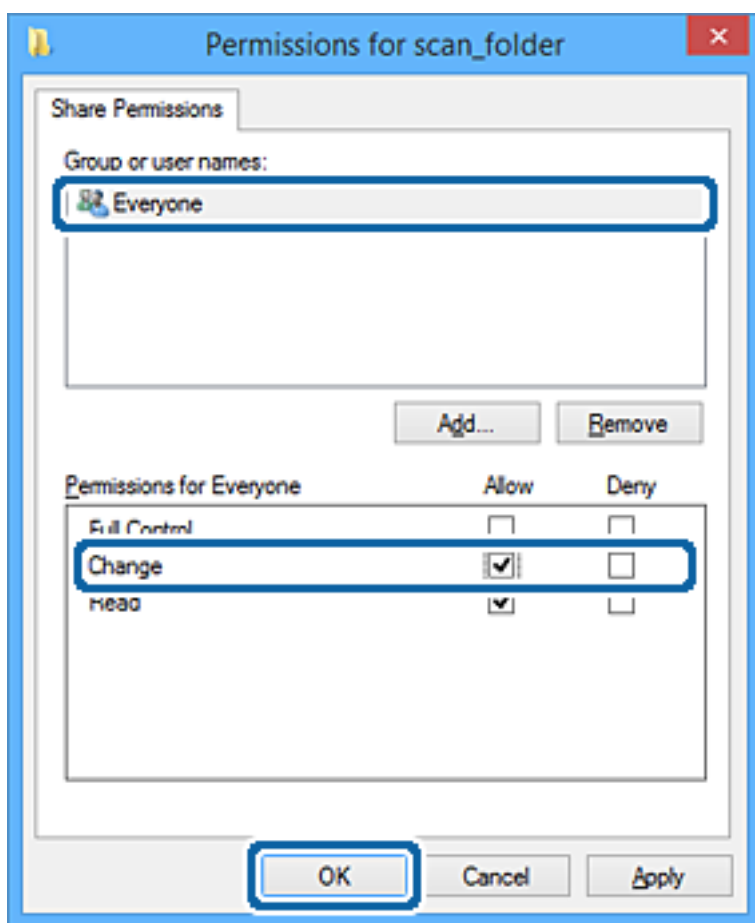 Permissions for scan_folder
Share Permissions
Group or user names:
Everyone
Add... Remove
Permissions for Everyone Allow Deny
Full Control
Change
Read
OK Cancel Apply